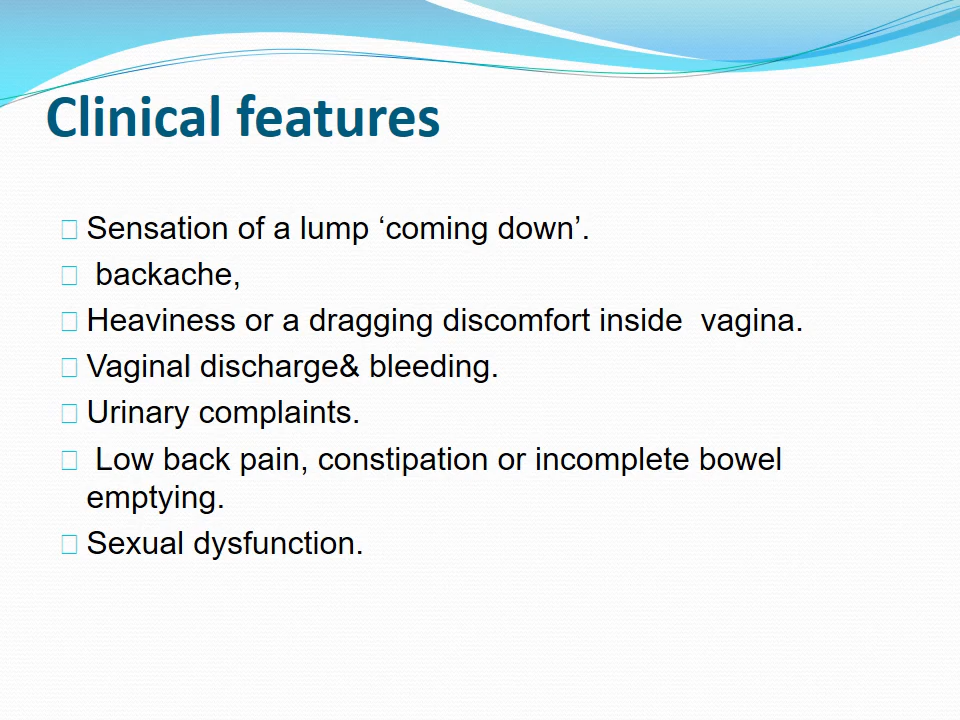 Clinical features
Sensation of a lump ‘coming down’.
backache,
Heaviness or a dragging discomfort inside  vagina.
Vaginal discharge& bleeding.
Urinary complaints.
Low back pain, constipation or incomplete bowel
emptying.
Sexual dysfunction.